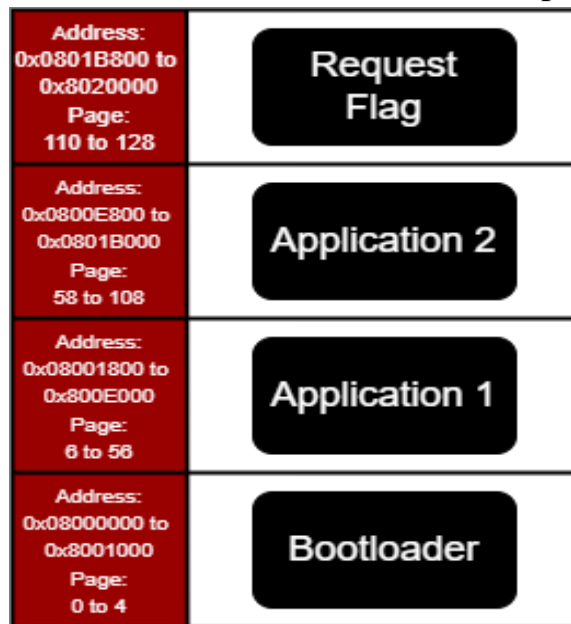 Address:
0x0801B800 to
0x8020000
Page:
110 to 128
Request
Flag
Address:
0x0800E800 to
0x0801B000
Page:
58 to 108
Application 2
Address:
0x08001800 to
0x800E000
Page:
6 to 56
Application 1
Address:
0x08000000 to
0x8001000
Page:
0 to 4
Bootloader